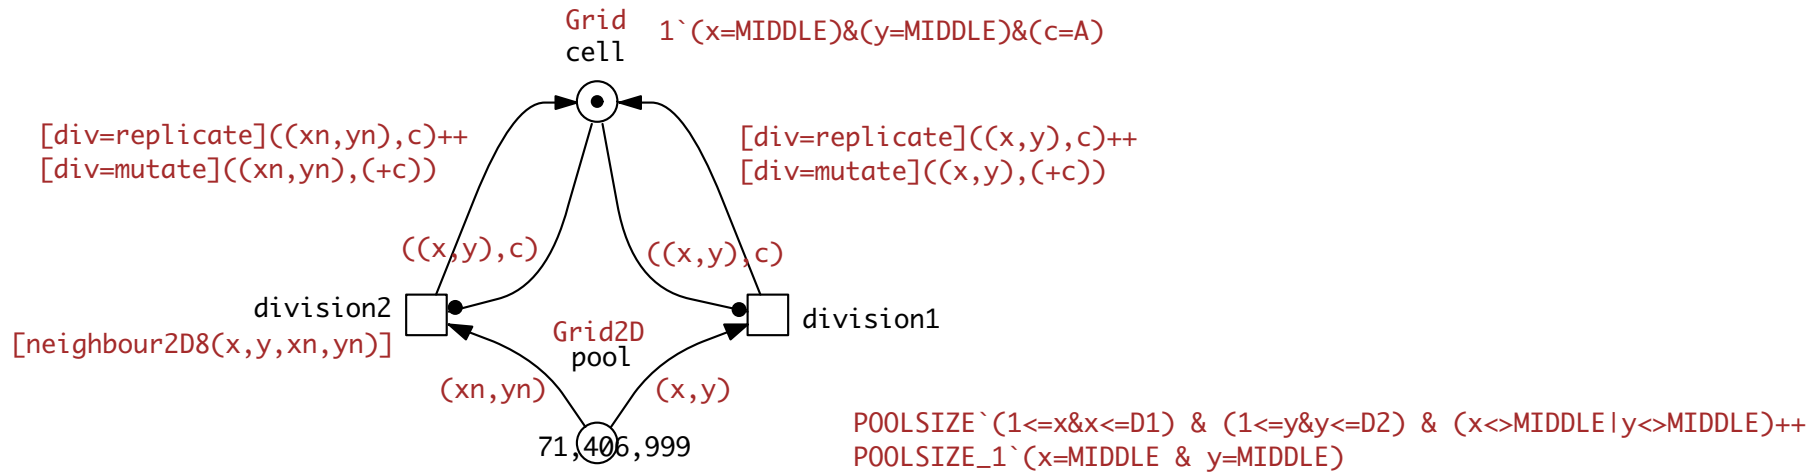 Grid
1`(x=MIDDLE)&(y=MIDDLE)&(c=A)
cell
[div=replicate]((xn,yn),c)++
[div=mutate]((xn,yn),(+c))
[div=replicate]((x,y),c)++
[div=mutate]((x,y),(+c))
((x,y),c)
((x,y),c)
division2
[neighbour2D8(x,y,xn,yn)]
Grid2D
pool
division1
(xn,yn)
(x,y)
71,406,999
POOLSIZE`(1<=x&x<=D1) & (1<=y&y<=D2) & (x<>MIDDLE|y<>MIDDLE)++
POOLSIZE_1`(x=MIDDLE & y=MIDDLE)